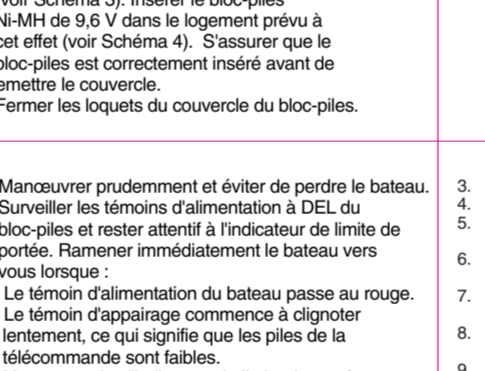 (voir Schéma 3). Insérer le bloc-piles
Ni-MH de 9,6 V dans le logement prévu à
cet effet (voir Schéma 4). S'assurer que le
bloc-piles est correctement inséré avant de
emettre le couvercle.
Fermer les loquets du couvercle du bloc-piles.
Manœuvrer prudemment et éviter de perdre le bateau.
Surveiller les témoins d'alimentation à DEL du
bloc-piles et rester attentif à l'indicateur de limite de
portée. Ramener immédiatement le bateau vers
vous lorsque :
Le témoin d'alimentation du bateau passe au rouge.
Le témoin d'appairage commence à clignoter
lentement, ce qui signifie que les piles de la
télécommande sont faibles.
3.
4.
5.
6.
7.
8.
9.